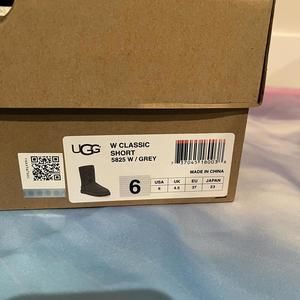 UGG
W CLASSIC
SHORT
5825 W / GREY
MADE IN CHINA
6
USA UK EU JAPAN
6 4.5 37 23